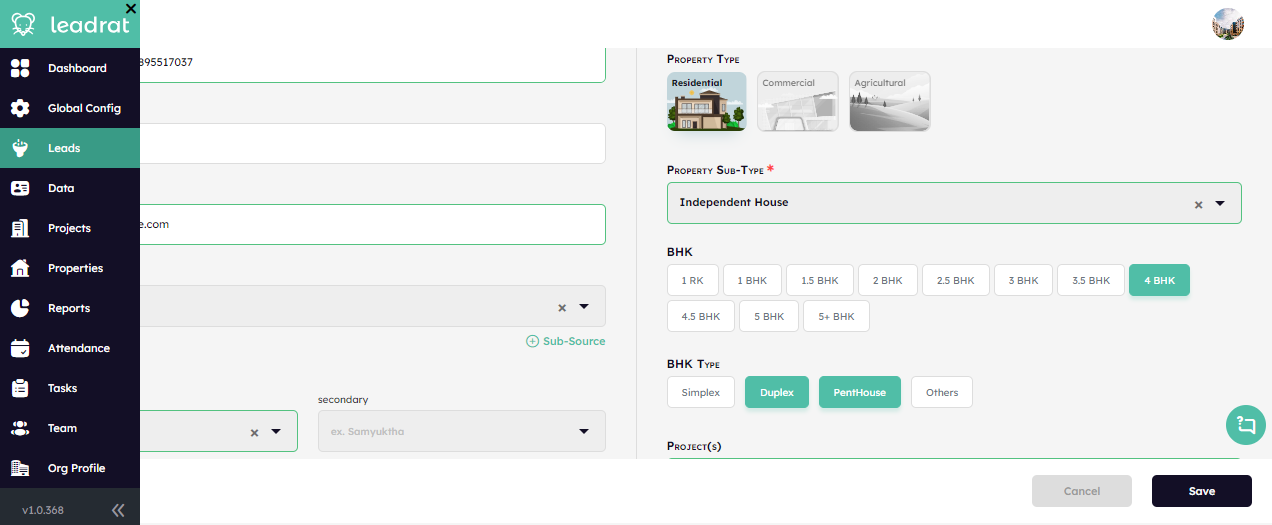 leadrat
Dashboard
Global Config
Leads
Data
Projects
Properties
Reports
Attendance
Tasks
Team
Org Profile
v1.0.368
895517037
e.com
Sub-Source
secondary
ex. Samyuktha
Property Type
Residential
Commercial
Agricultural
Property Sub-Type *
Independent House
BHK
1 RK
1 BHK
1.5 BHK
2 BHK
2.5 BHK
3 BHK
3.5 BHK
4 BHK
4.5 BHK
5 BHK
5+ BHK
BHK Type
Simplex
Duplex
PentHouse
Others
Project(s)
Cancel
Save